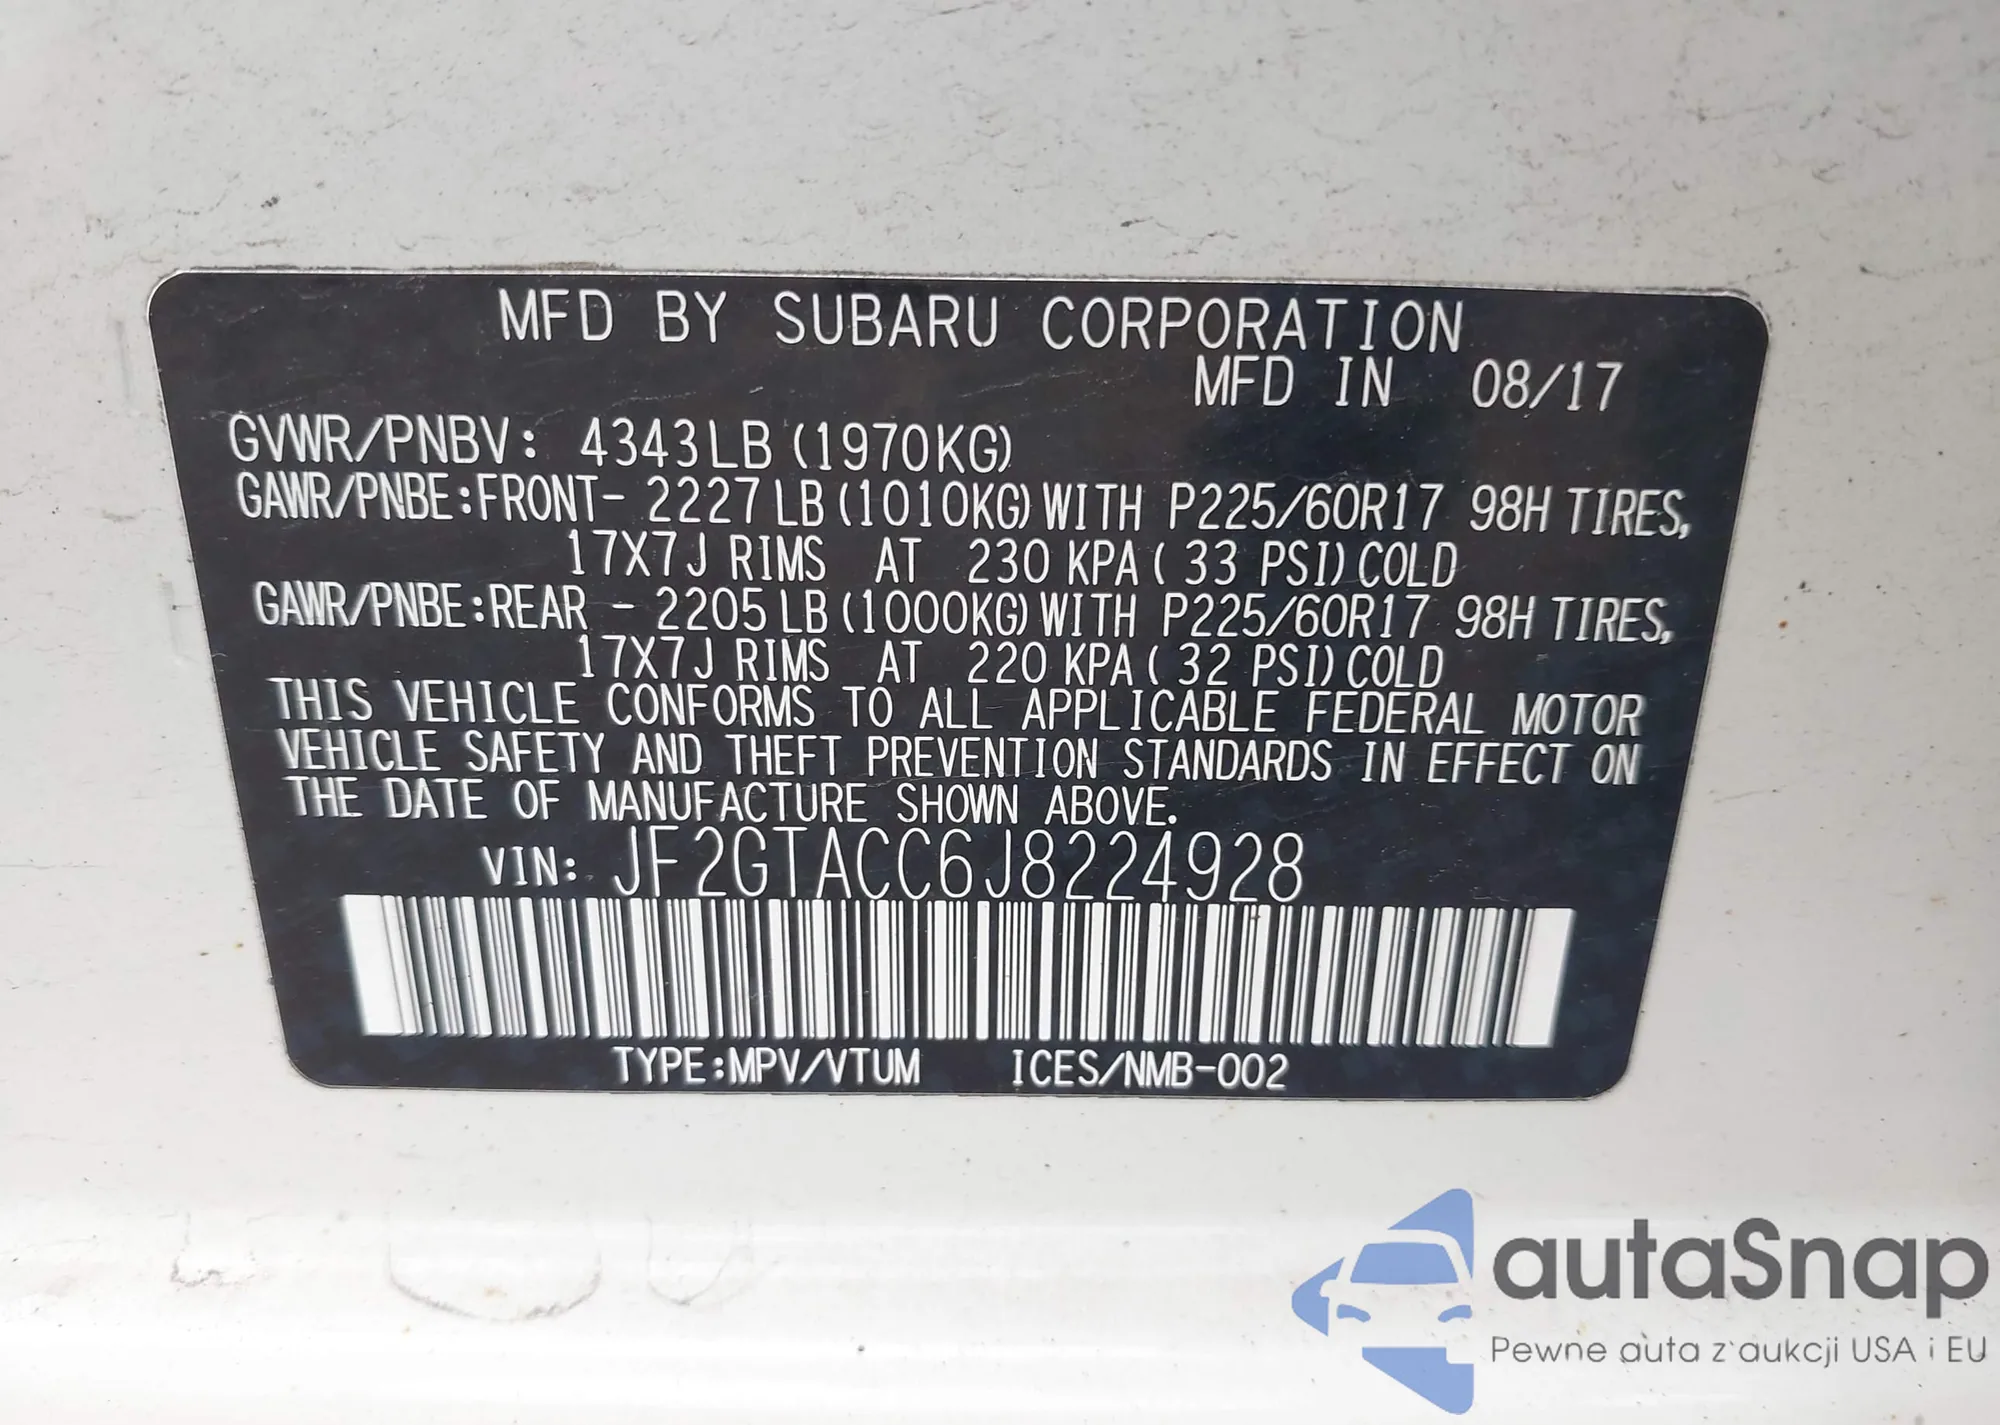 MFD BY SUBARU CORPORATION
MFD IN 08/17
GVWR/PNBV: 4343LB (1970KG)
GAWR/PNBE:FRONT- 2227LB (1010KG) WITH P225/60R17 98H TIRES,
17X7J RIMS AT 230 KPA ( 33 PSI) COLD
GAWR/PNBE:REAR - 2205LB (1000KG) WITH P225/60R17 98H TIRES,
17X7J RIMS AT 220 KPA ( 32 PSI) COLD
THIS VEHICLE CONFORMS TO ALL APPLICABLE FEDERAL MOTOR
VEHICLE SAFETY AND THEFT PREVENTION STANDARDS IN EFFECT ON
THE DATE OF MANUFACTURE SHOWN ABOVE.
VIN: JF2GTACC6J8224928
TYPE:MPV/VTUM ICES/NMB-002
autaSnap
Pewne auta z aukcji USA i EU